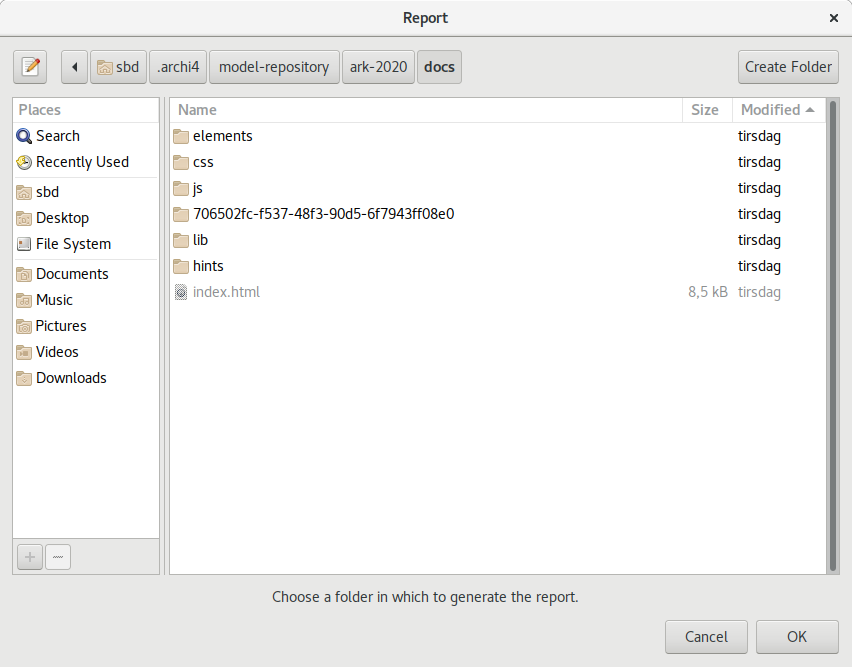 Report
sbd .archi4 model-repository ark-2020 docs Create Folder
Places
Search
Recently Used
sbd
Desktop
File System
Documents
Music
Pictures
Videos
Downloads
Name Size Modified
elements tirsdag
css tirsdag
js tirsdag
706502fc-f537-48f3-90d5-6f7943ff08e0 tirsdag
lib tirsdag
hints tirsdag
index.html 8,5 kB tirsdag
Choose a folder in which to generate the report.
Cancel OK